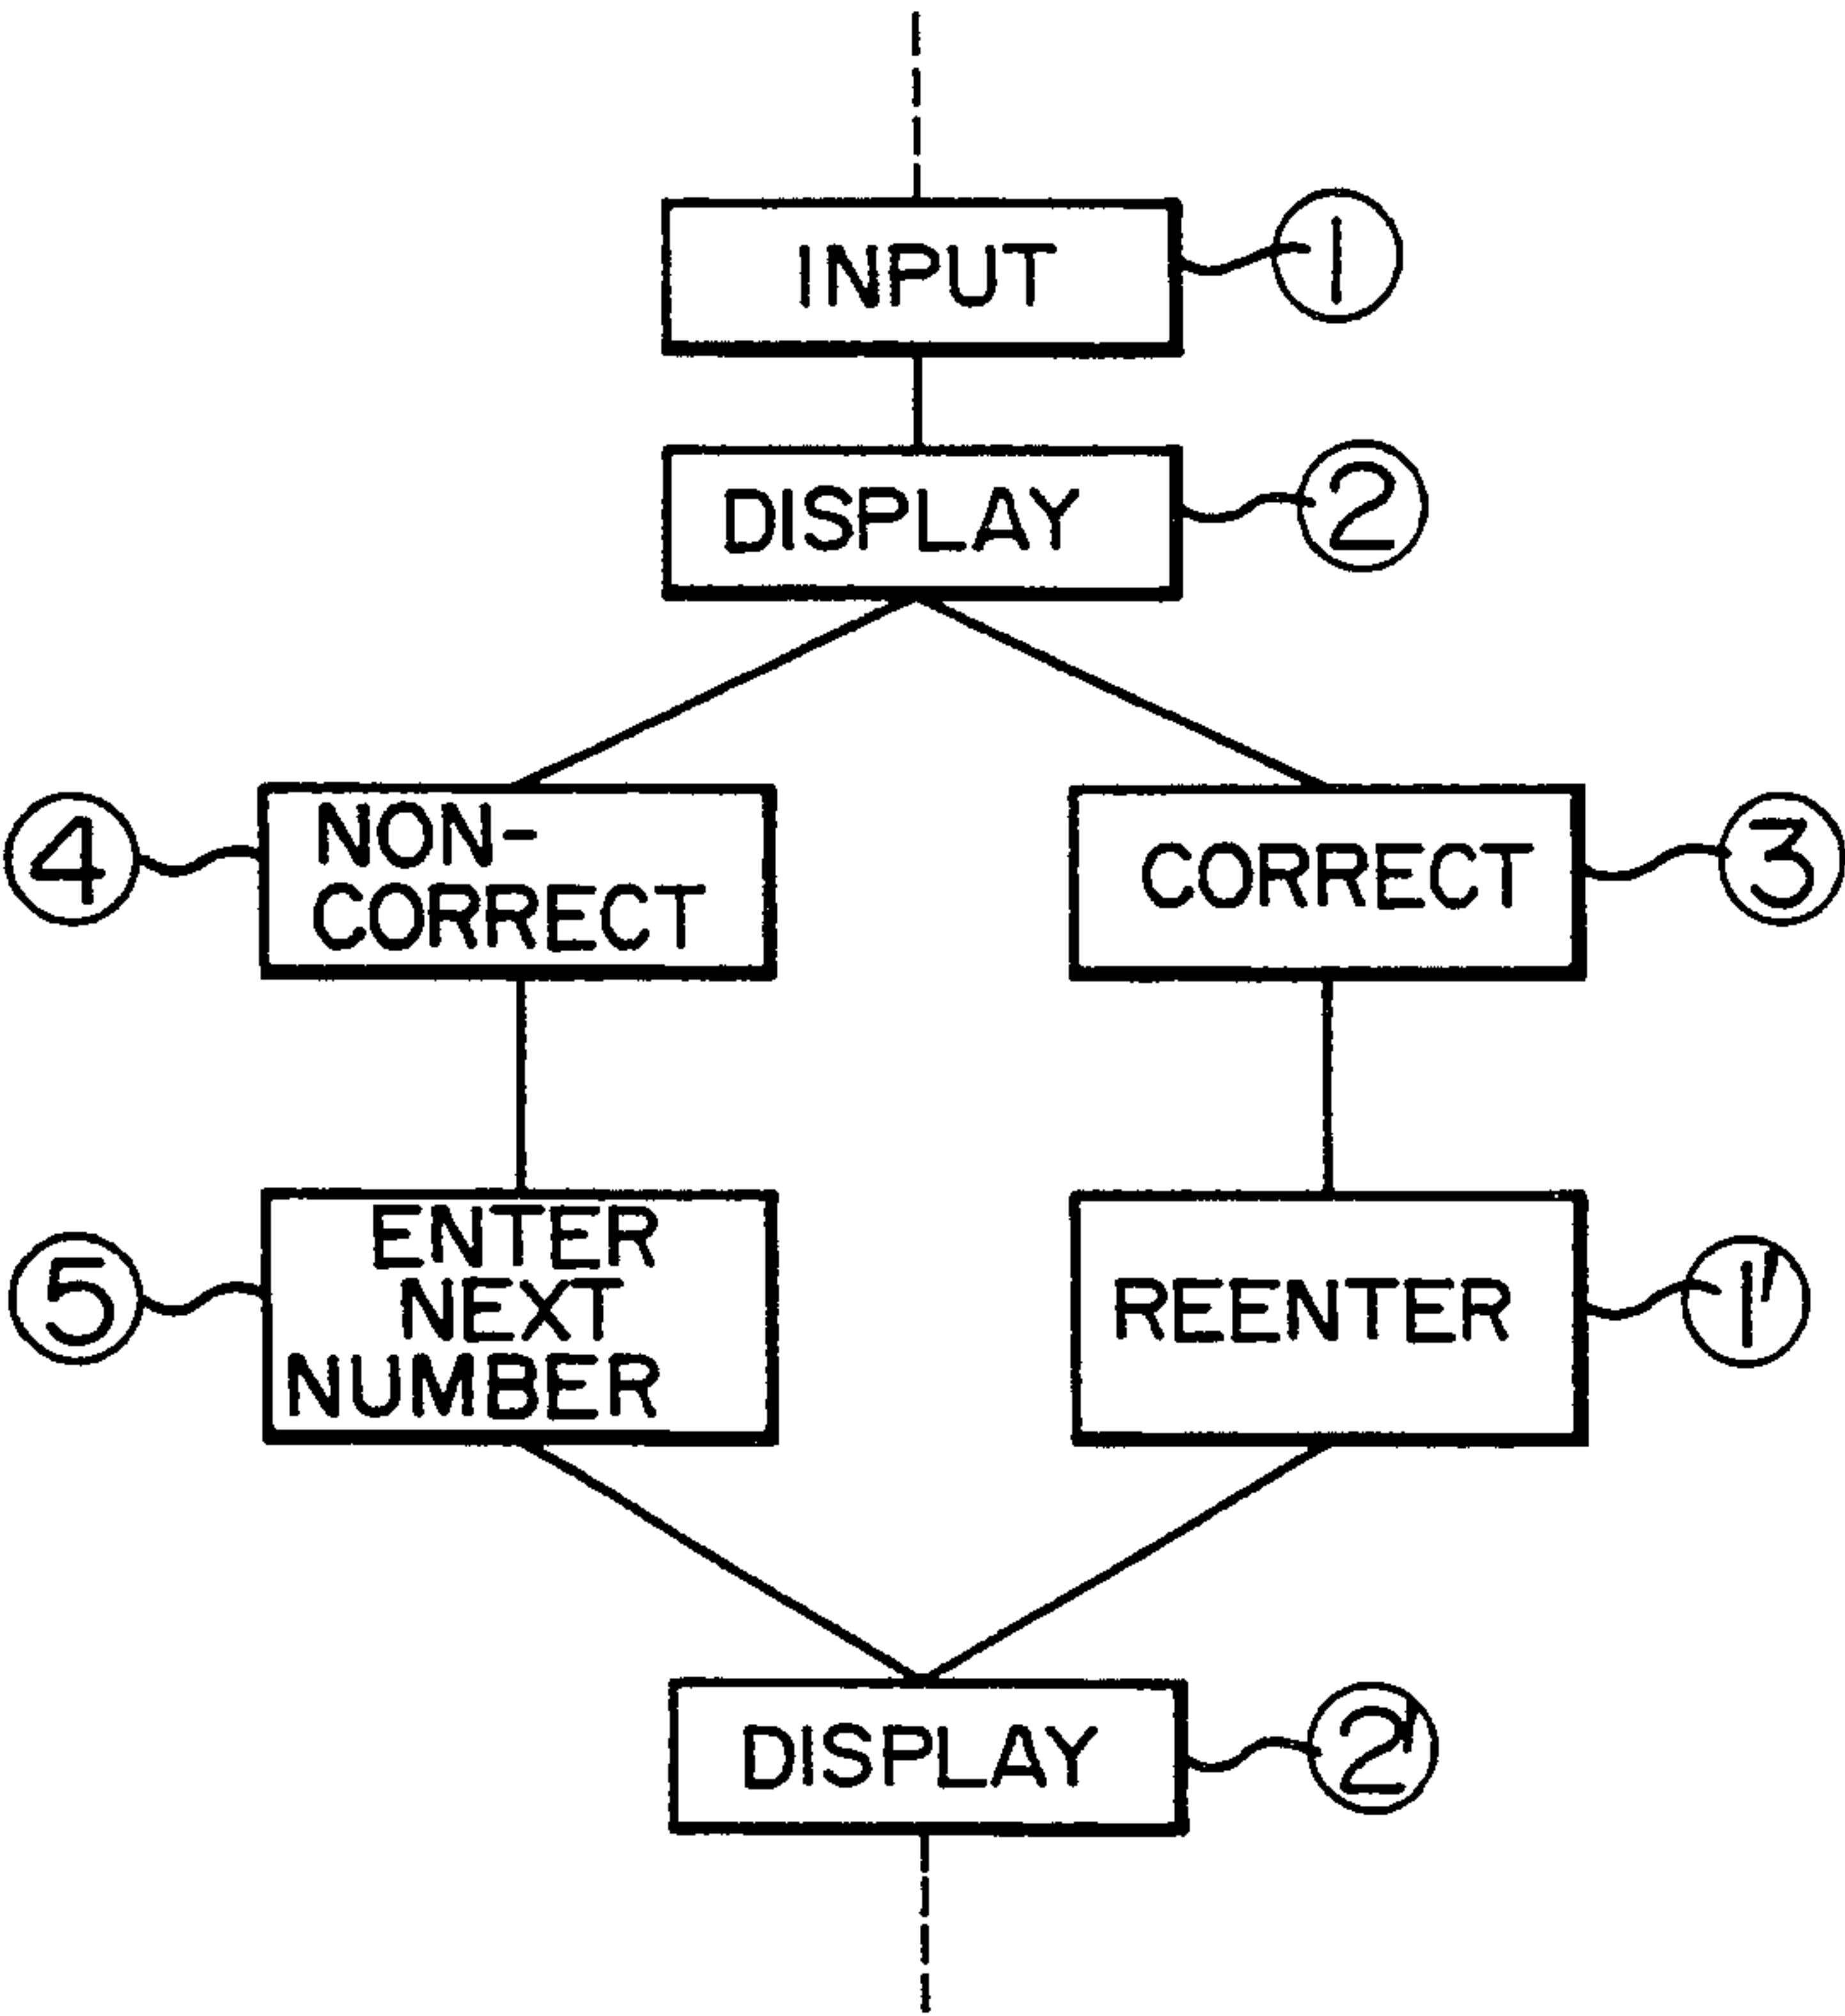 INPUT
1
DISPLAY
2
4
NON-
CORRECT
CORRECT
3
5
ENTER
NEXT
NUMBER
REENTER
1'
DISPLAY
2'